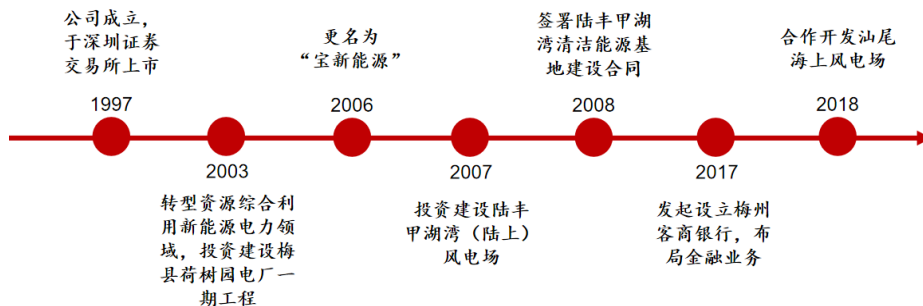 公司成立，
于深圳证券
交易所上市
1997
2003
转型资源综合利
用新能源电力领
域，投资建设梅
县荷树园电厂一
期工程
更名为
“宝新能源”
2006
2007
投资建设陆丰
甲湖湾（陆上）
风电场
签署陆丰甲湖
湾清洁能源基
地建设合同
2008
2017
发起设立梅州
客商银行，布
局金融业务
合作开发汕尾
海上风电场
2018